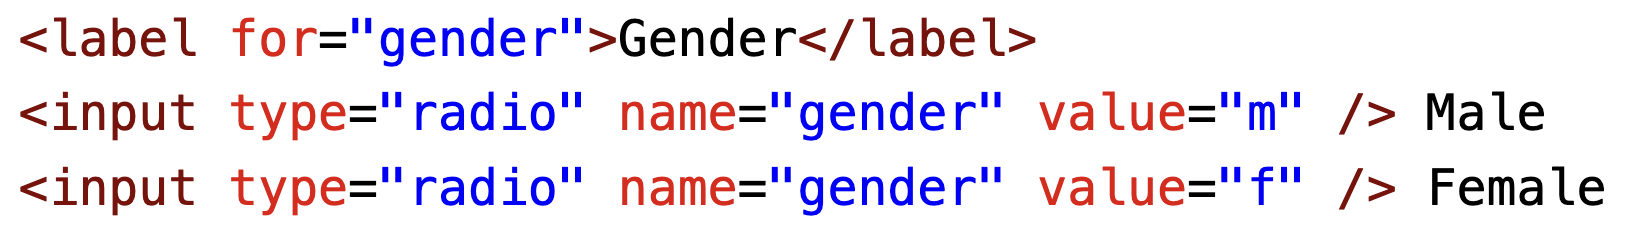 <label for="gender">Gender</label>
<input type="radio" name="gender" value="m" /> Male
<input type="radio" name="gender" value="f" /> Female